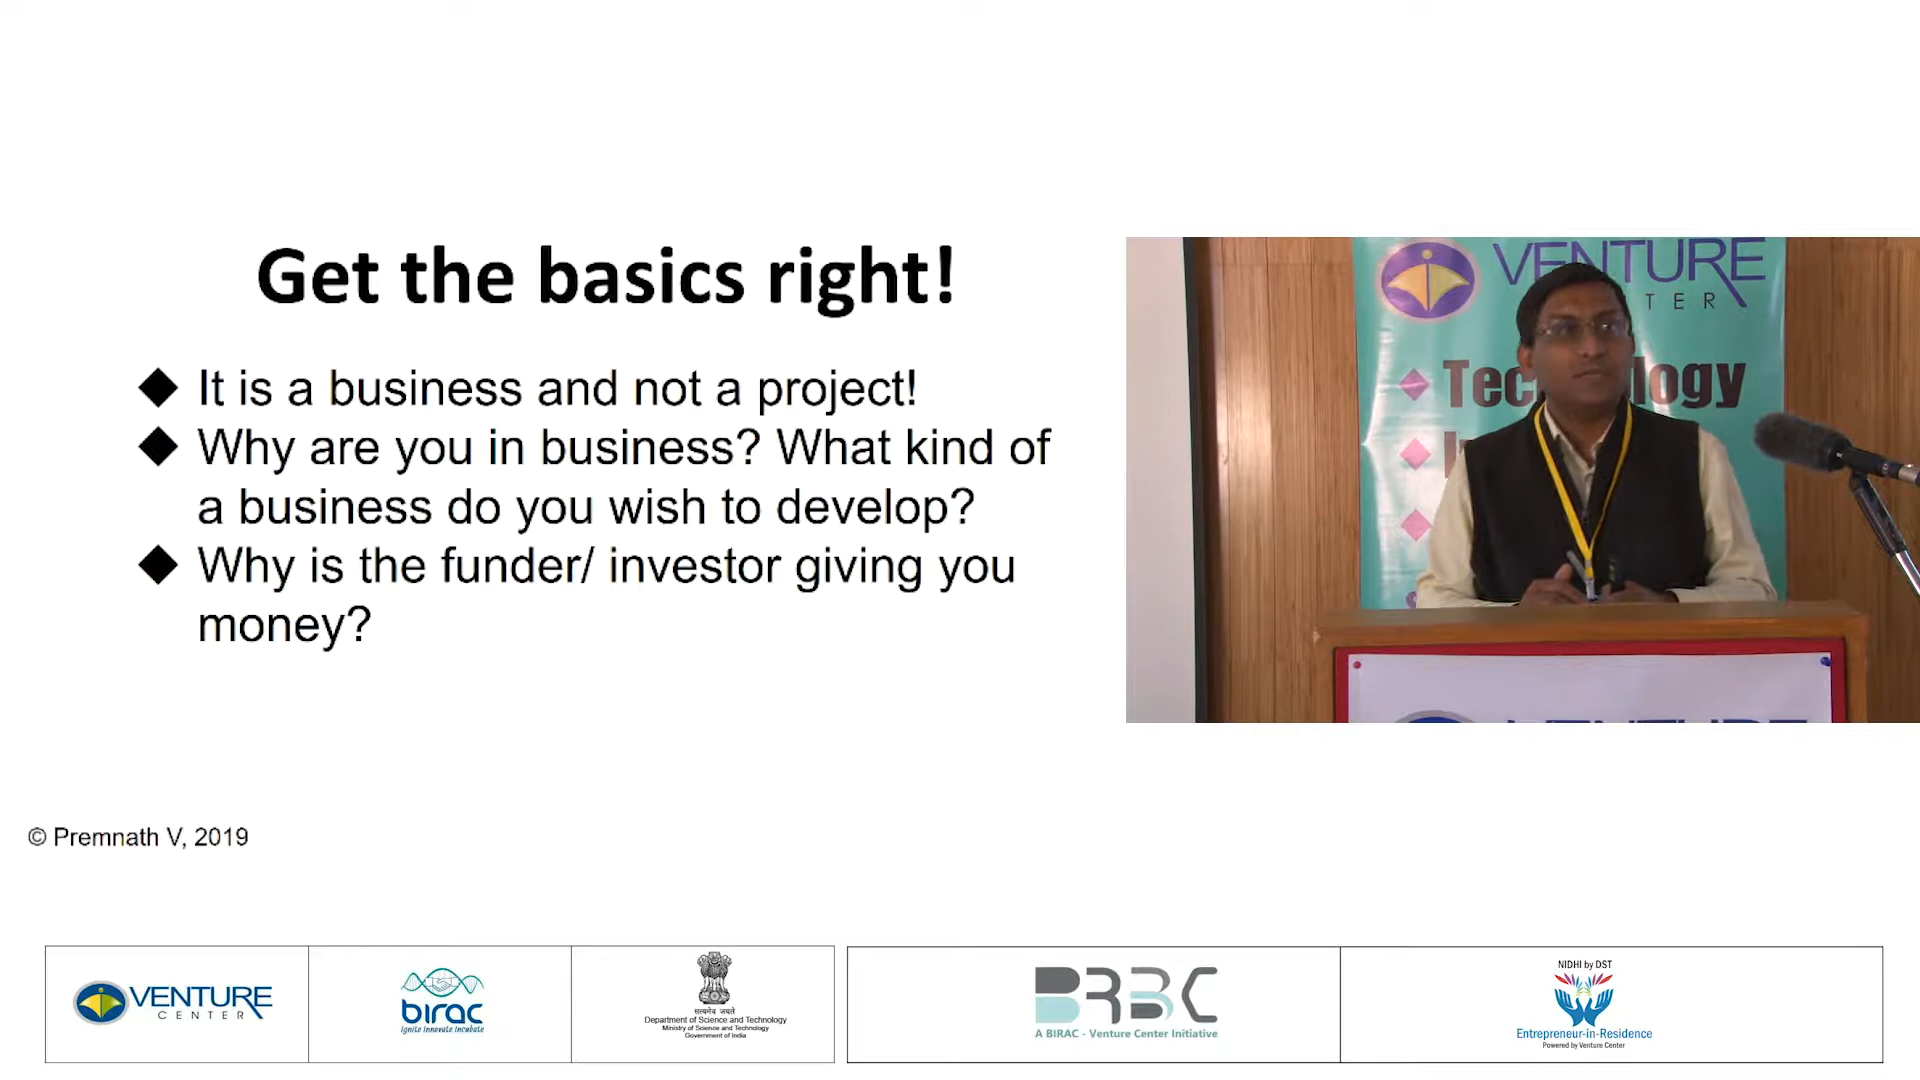 Get the basics right!
It is a business and not a project!
Why are you in business? What kind of
a business do you wish to develop?
Why is the funder/ investor giving you
money?
VENTURE
TER
© Premnath V, 2019
VENTURE
CENTER
birac
Ignite Innovate Incubate
सत्यमेव जयते
Department of Science and Technology
Ministry of Science and Technology
Government of India
BRBC
A BIRAC - Venture Center Initiative
NIDHI by DST
Entrepreneur-in-Residence
Powered by Venture Center